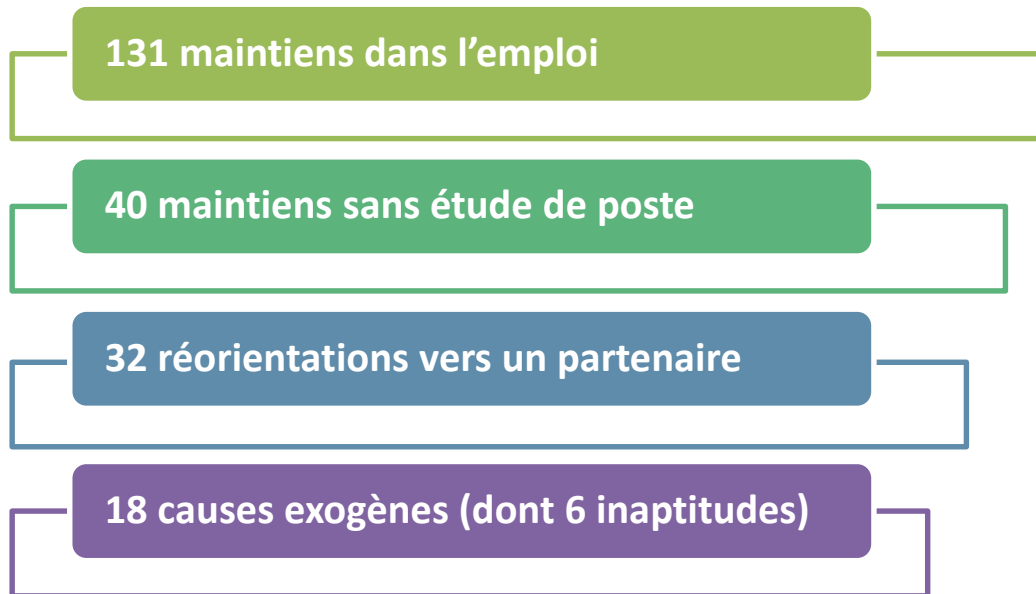 131 maintiens dans l’emploi
40 maintiens sans étude de poste
32 réorientations vers un partenaire
18 causes exogènes (dont 6 inaptitudes)